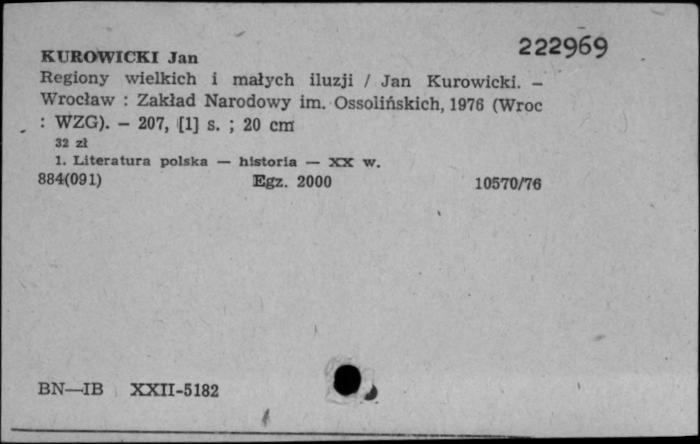 222969
KUROWICKI Jan
Regiony wielkich i małych iluzji / Jan Kurowicki. –
Wrocław : Zakład Narodowy im. Ossolińskich, 1976 (Wroc
: WZG). – 207, [1] s. ; 20 cm
32 zł
1. Literatura polska — historia — XX w.
884(091) Egz. 2000 10570/76
BN—IB XXII-5182